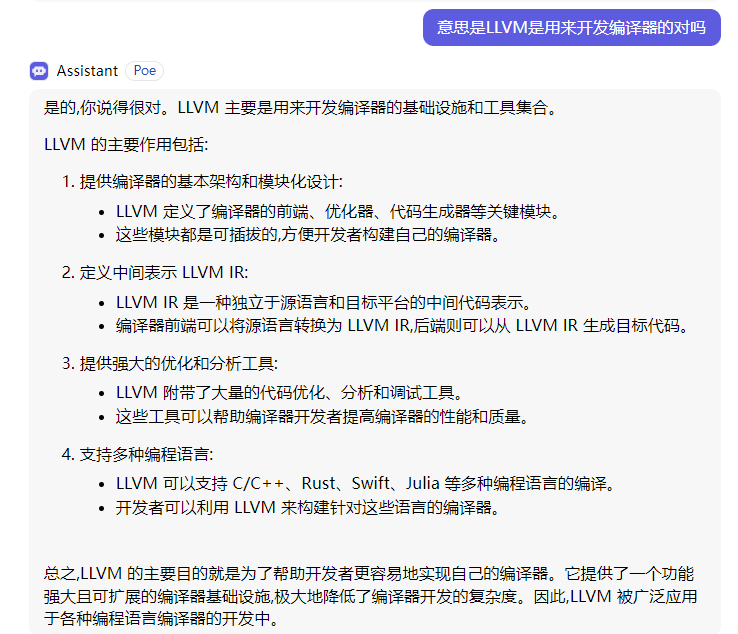 意思是LLVM是用来开发编译器的对吗
Assistant Poe
是的,你说得很对。LLVM 主要是用来开发编译器的基础设施和工具集合。
LLVM 的主要作用包括:
1. 提供编译器的基本架构和模块化设计:
• LLVM 定义了编译器的前端、优化器、代码生成器等关键模块。
• 这些模块都是可插拔的,方便开发者构建自己的编译器。
2. 定义中间表示 LLVM IR:
• LLVM IR 是一种独立于源语言和目标平台的中间代码表示。
• 编译器前端可以将源语言转换为 LLVM IR,后端则可以从 LLVM IR 生成目标代码。
3. 提供强大的优化和分析工具:
• LLVM 附带了大量的代码优化、分析和调试工具。
• 这些工具可以帮助编译器开发者提高编译器的性能和质量。
4. 支持多种编程语言:
• LLVM 可以支持 C/C++、Rust、Swift、Julia 等多种编程语言的编译。
• 开发者可以利用 LLVM 来构建针对这些语言的编译器。
总之,LLVM 的主要目的就是为了帮助开发者更容易地实现自己的编译器。它提供了一个功能
强大且可扩展的编译器基础设施,极大地降低了编译器开发的复杂度。因此,LLVM 被广泛应用
于各种编程语言编译器的开发中。